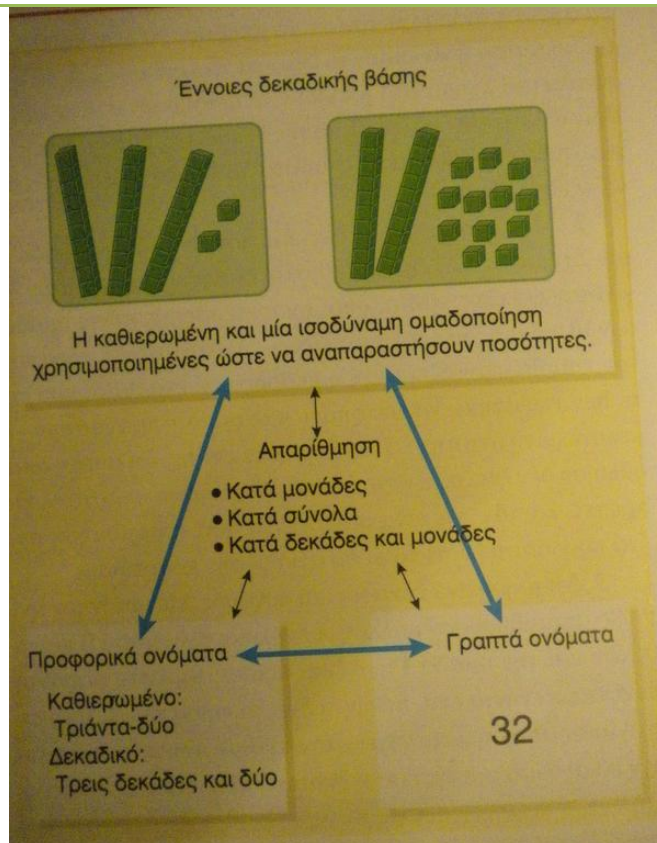 Έννοιες δεκαδικής βάσης
Η καθιερωμένη και μία ισοδύναμη ομαδοποίηση
χρησιμοποιημένες ώστε να αναπαραστήσουν ποσότητες.
Απαρίθμηση
• Κατά μονάδες
• Κατά σύνολα
• Κατά δεκάδες και μονάδες
Προφορικά ονόματα
Καθιερωμένο:
Τριάντα-δύο
Δεκαδικό:
Τρεις δεκάδες και δύο
Γραπτά ονόματα
32